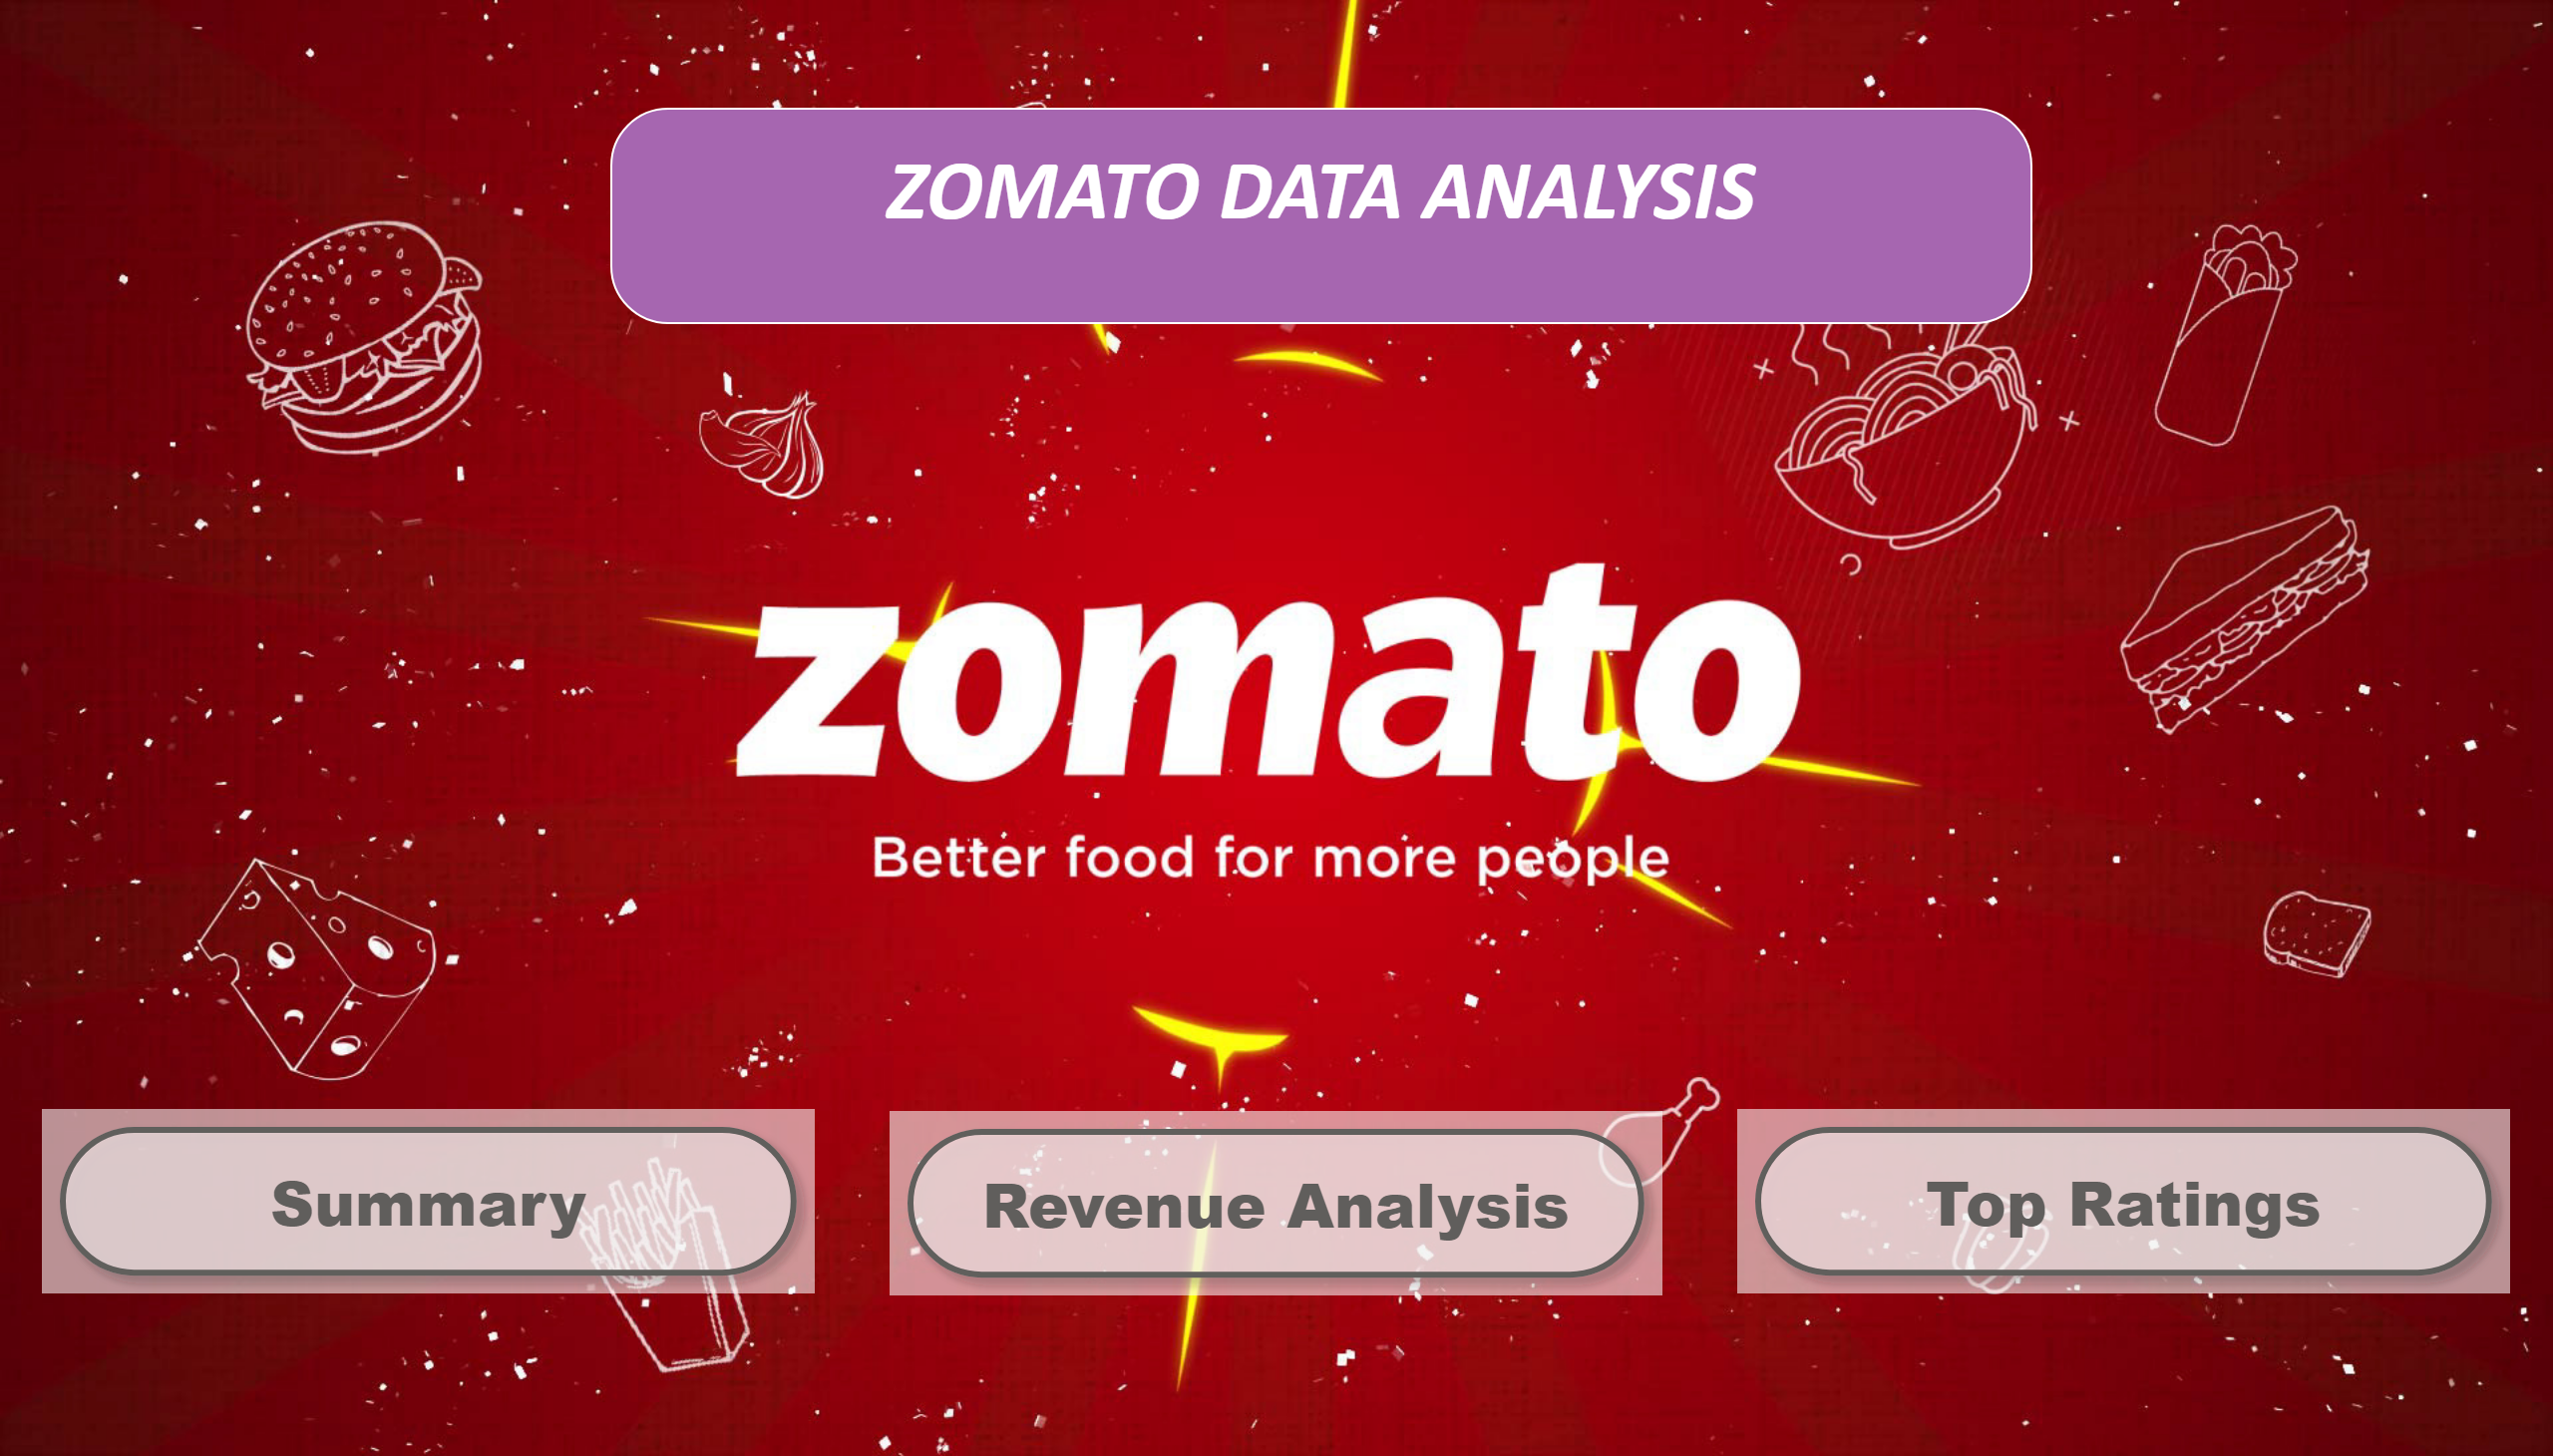 ZOMATO DATA ANALYSIS
zomato
Better food for more people
Summary
Revenue Analysis
Top Ratings